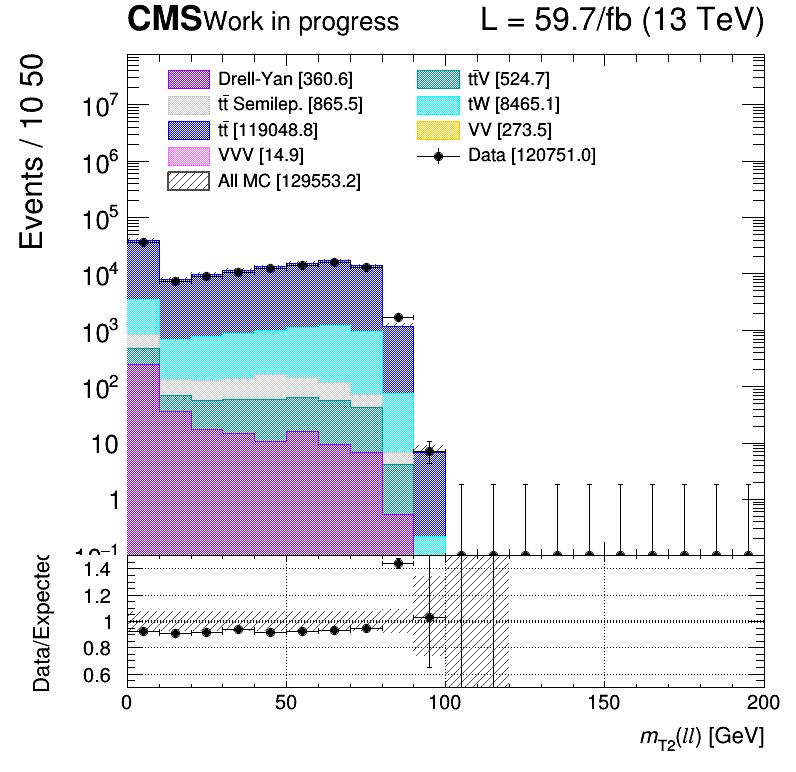 CMS Work in progress L = 59.7/fb (13 TeV)
Events / 10 50
Drell-Yan [360.6] tt̄V [524.7]
tt̄ Semilep. [865.5] tW [8465.1]
tt̄ [119048.8] VV [273.5]
VVV [14.9] Data [120751.0]
All MC [129553.2]
10⁷
10⁶
10⁵
10⁴
10³
10²
10
1
10⁻¹
Data/Expected
1.4
1.2
1
0.8
0.6
0 50 100 150 200
m_T2(ll) [GeV]